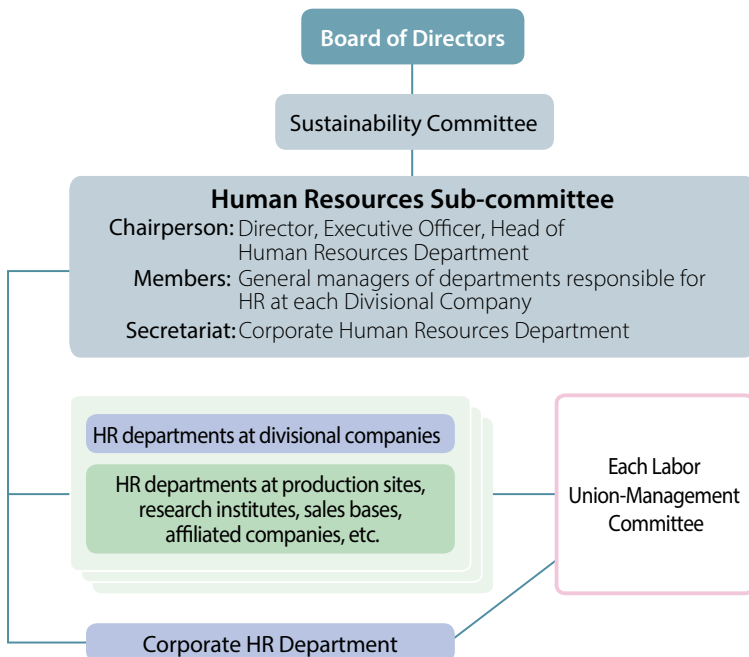 Board of Directors
Sustainability Committee
Human Resources Sub-committee
Chairperson: Director, Executive Officer, Head of
Human Resources Department
Members: General managers of departments responsible for
HR at each Divisional Company
Secretariat: Corporate Human Resources Department
HR departments at divisional companies
HR departments at production sites,
research institutes, sales bases,
affiliated companies, etc.
Each Labor
Union-Management
Committee
Corporate HR Department